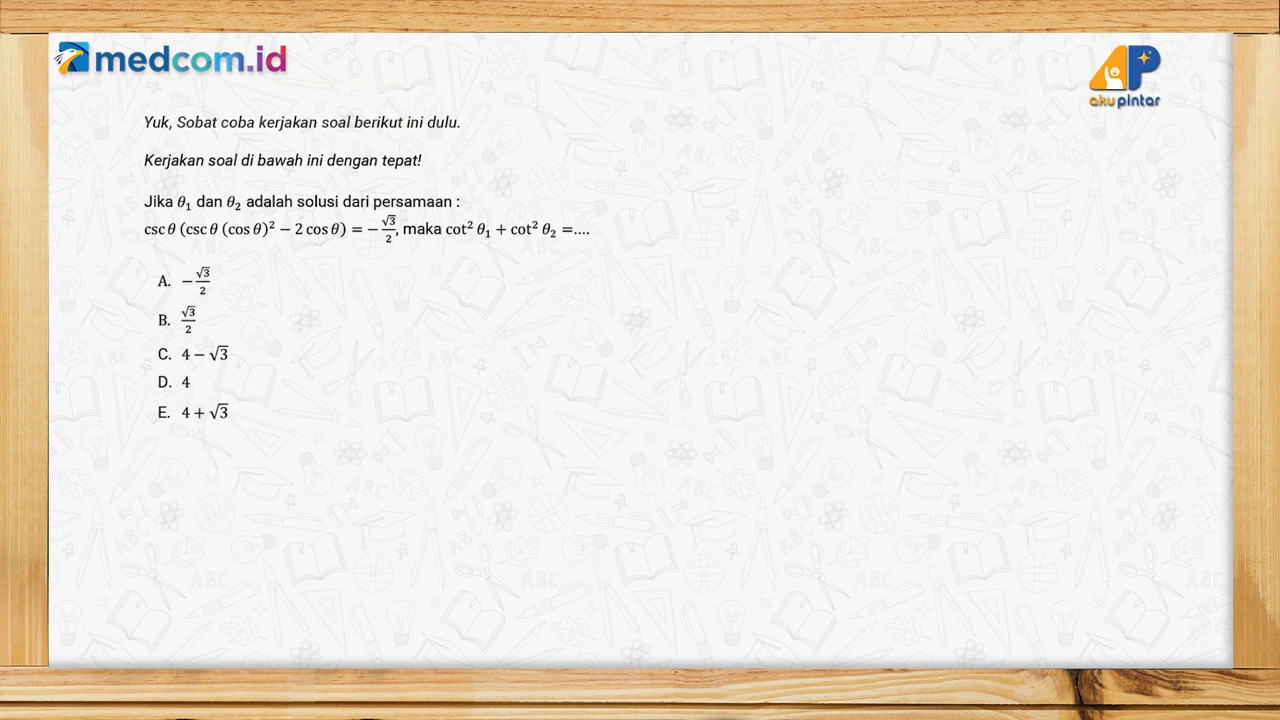 medcom.id
AP
akupintar
Yuk, Sobat coba kerjakan soal berikut ini dulu.
Kerjakan soal di bawah ini dengan tepat!
Jika θ₁ dan θ₂ adalah solusi dari persamaan :
csc θ (csc θ (cos θ)² − 2 cos θ) = −√3/2, maka cot² θ₁ + cot² θ₂ =....
A. −√3/2
B. √3/2
C. 4 − √3
D. 4
E. 4 + √3